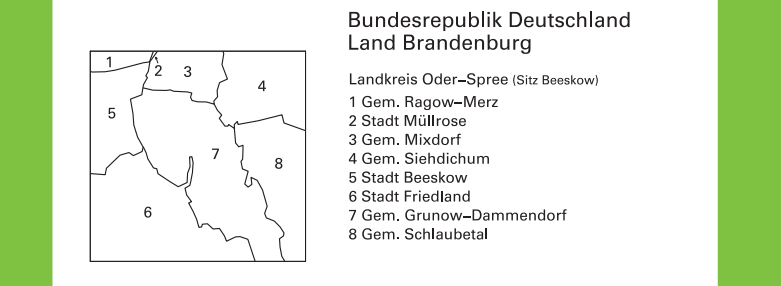 Bundesrepublik Deutschland
Land Brandenburg
Landkreis Oder–Spree (Sitz Beeskow)
1 Gem. Ragow–Merz
2 Stadt Müllrose
3 Gem. Mixdorf
4 Gem. Siehdichum
5 Stadt Beeskow
6 Stadt Friedland
7 Gem. Grunow–Dammendorf
8 Gem. Schlaubetal
1
2
3
4
5
7
8
6